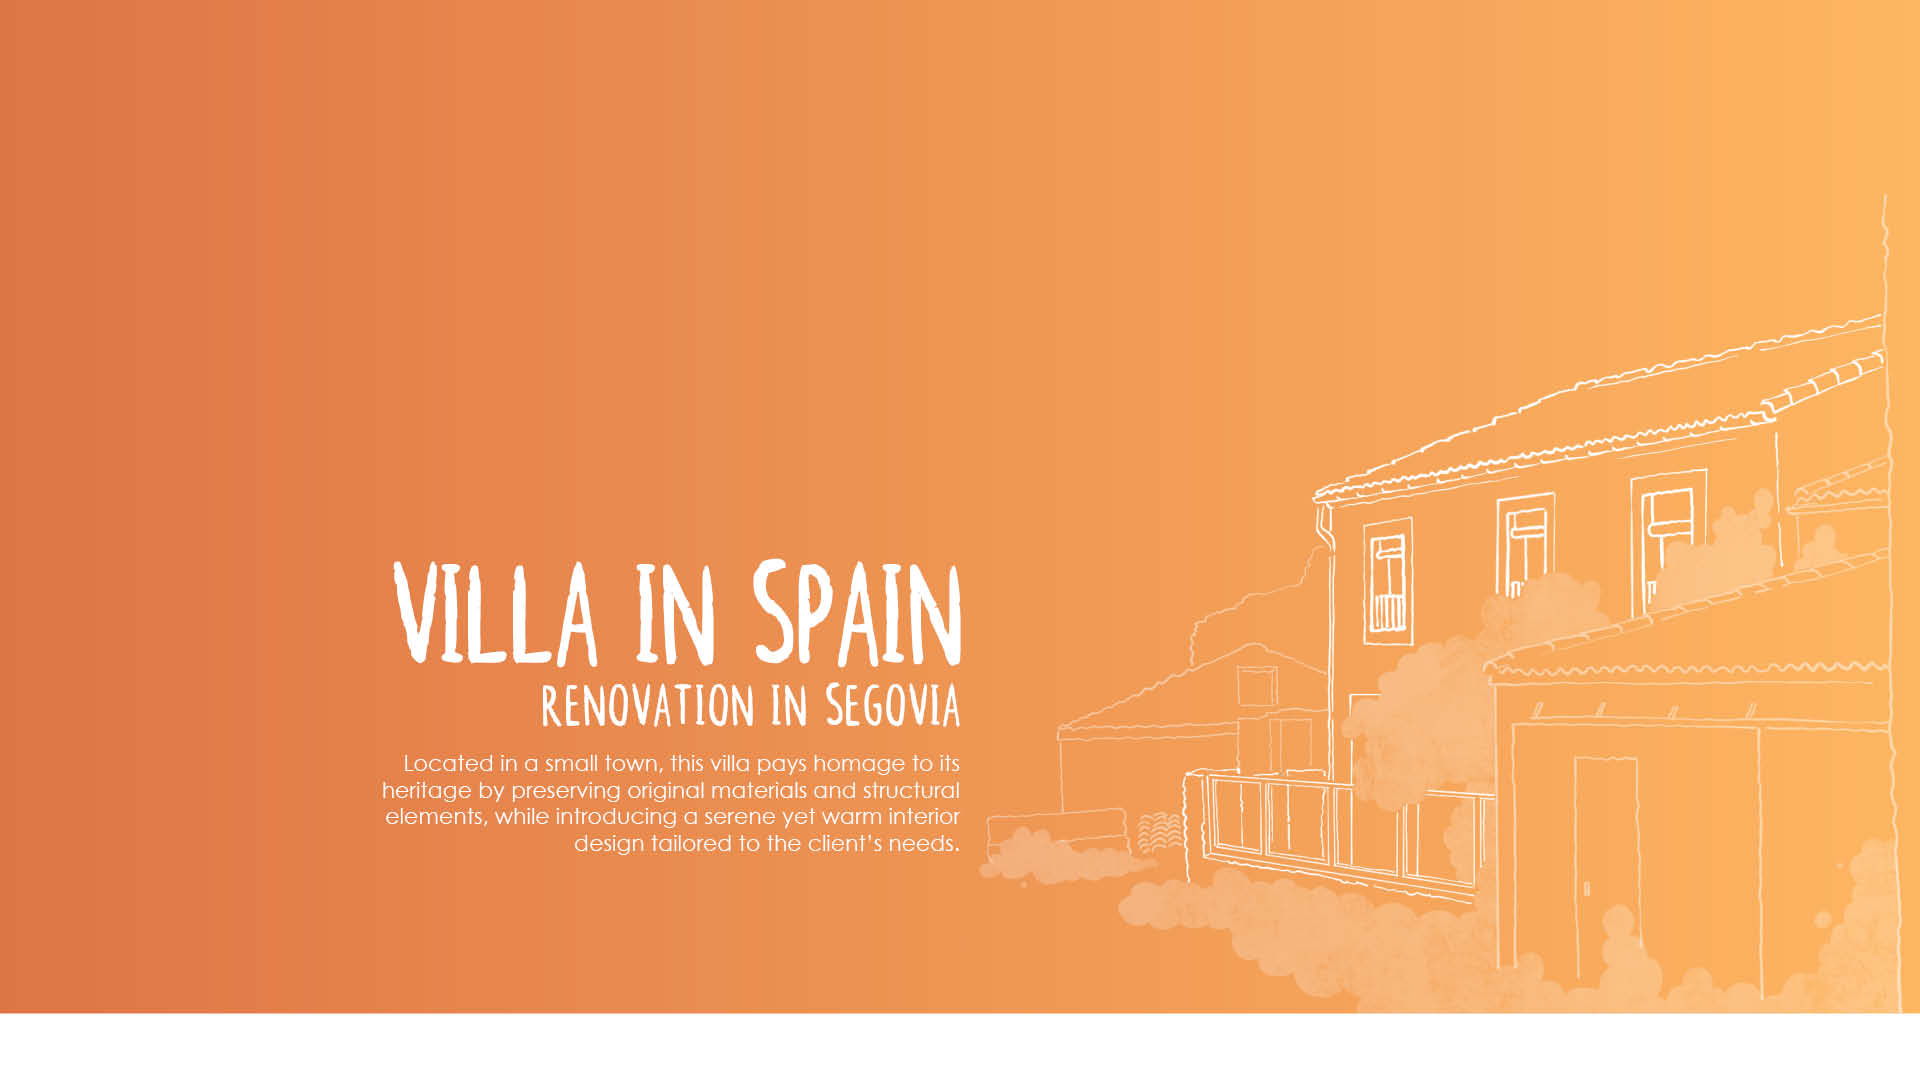 VILLA IN SPAIN
RENOVATION IN SEGOVIA
Located in a small town, this villa pays homage to its
heritage by preserving original materials and structural
elements, while introducing a serene yet warm interior
design tailored to the client’s needs.